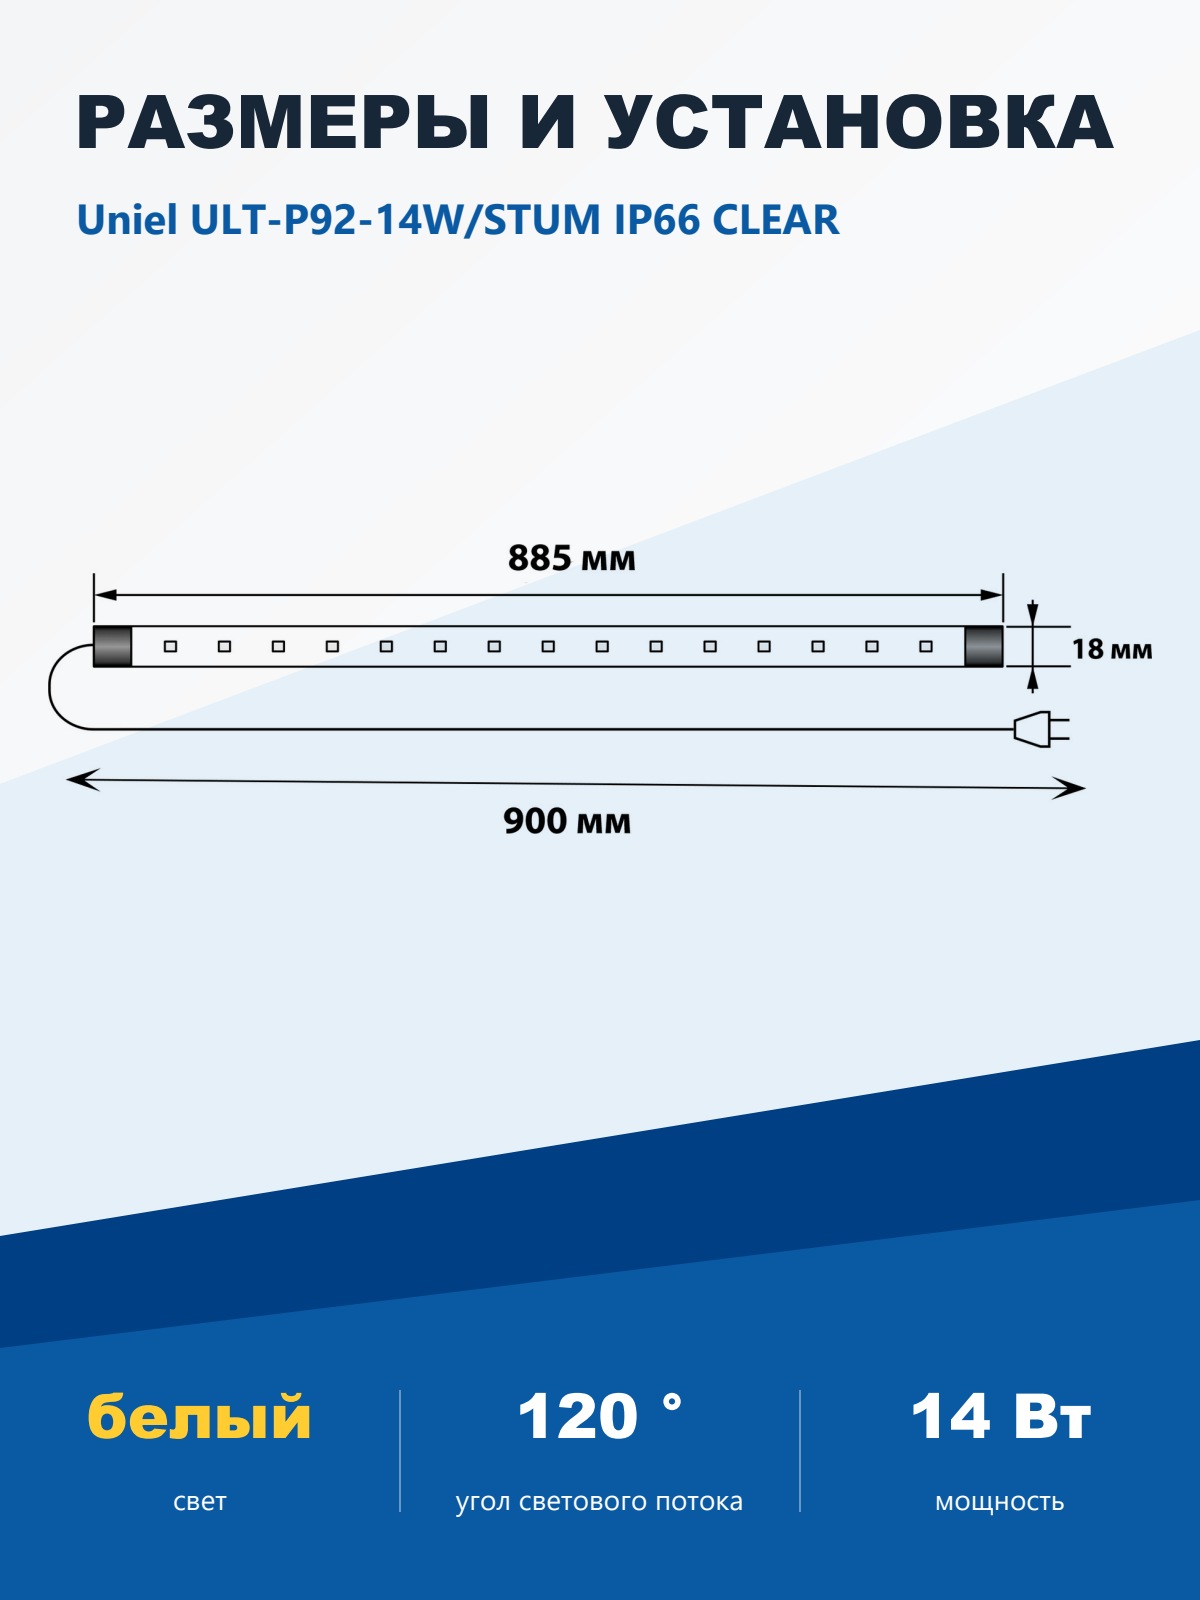 РАЗМЕРЫ И УСТАНОВКА
Uniel ULT-P92-14W/STUM IP66 CLEAR
885 мм
18 мм
900 мм
белый
120 °
14 Вт
свет
угол светового потока
мощность